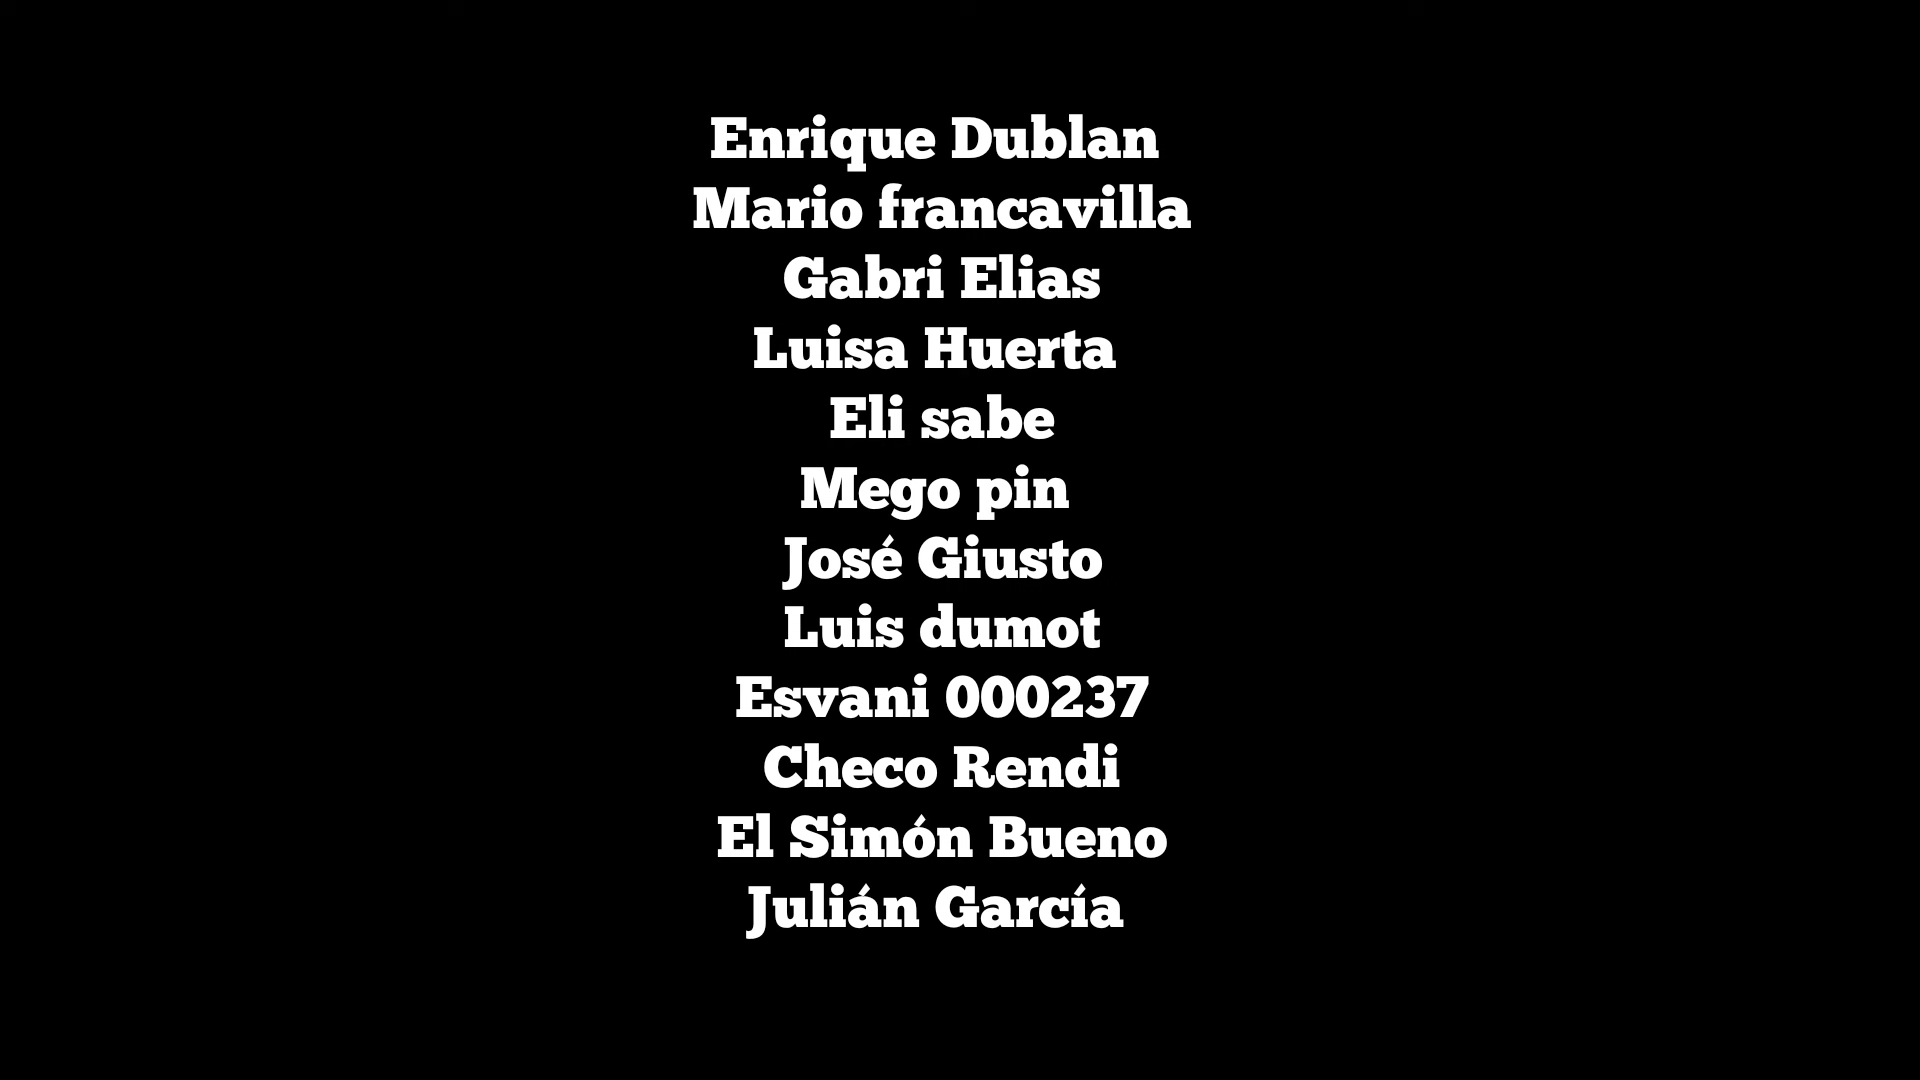 Enrique Dublan
Mario francavilla
Gabri Elias
Luisa Huerta
Eli sabe
Mego pin
José Giusto
Luis dumot
Esvani 000237
Checo Rendi
El Simón Bueno
Julián García